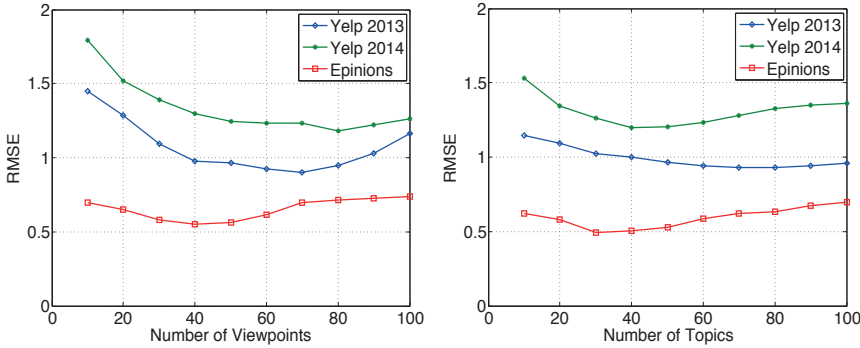 2
1.5
1
0.5
0
RMSE
0
20
40
60
80
100
Number of Viewpoints
Yelp 2013
Yelp 2014
Epinions
2
1.5
1
0.5
0
RMSE
0
20
40
60
80
100
Number of Topics
Yelp 2013
Yelp 2014
Epinions